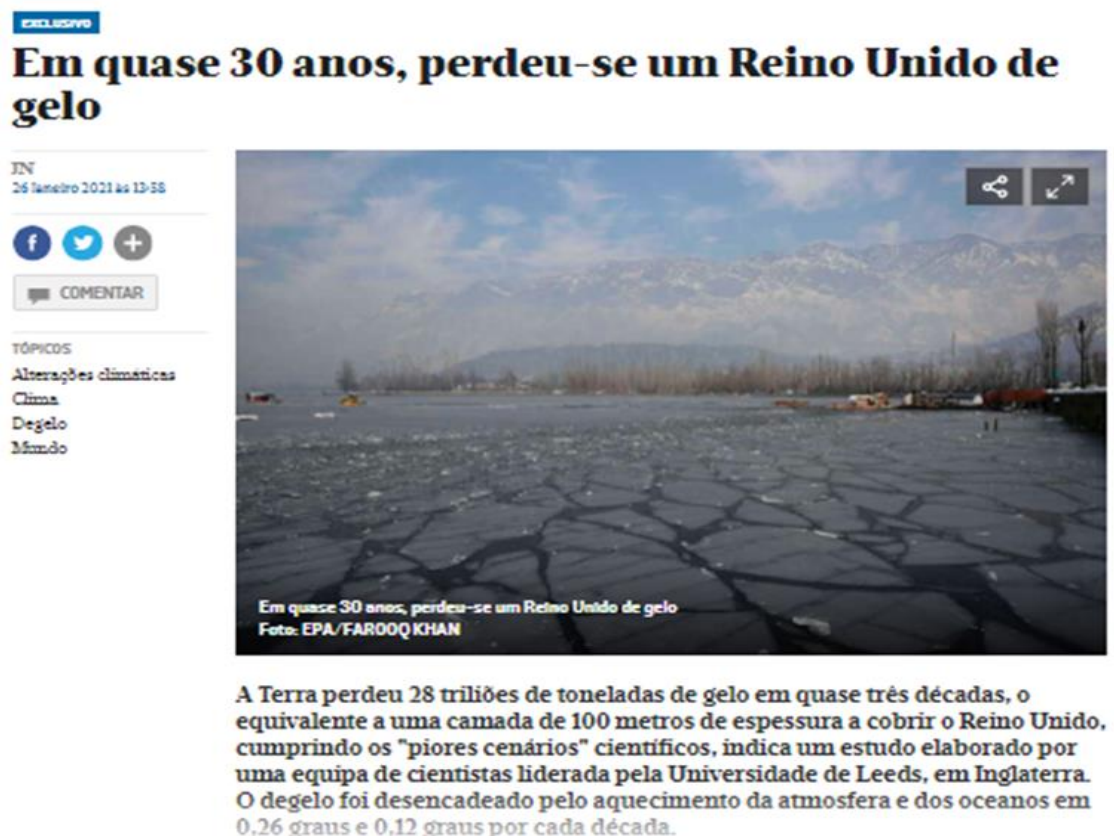 EXCLUSIVO
Em quase 30 anos, perdeu-se um Reino Unido de
gelo
JN
26 Janeiro 2021 às 13:58
COMENTAR
TÓPICOS
Alterações climáticas
Clima
Degelo
Mundo
Em quase 30 anos, perdeu-se um Reino Unido de gelo
Foto: EPA/FAROOQ KHAN
A Terra perdeu 28 triliões de toneladas de gelo em quase três décadas, o
equivalente a uma camada de 100 metros de espessura a cobrir o Reino Unido,
cumprindo os "piores cenários" científicos, indica um estudo elaborado por
uma equipa de cientistas liderada pela Universidade de Leeds, em Inglaterra.
O degelo foi desencadeado pelo aquecimento da atmosfera e dos oceanos em
0,26 graus e 0,12 graus por cada década.